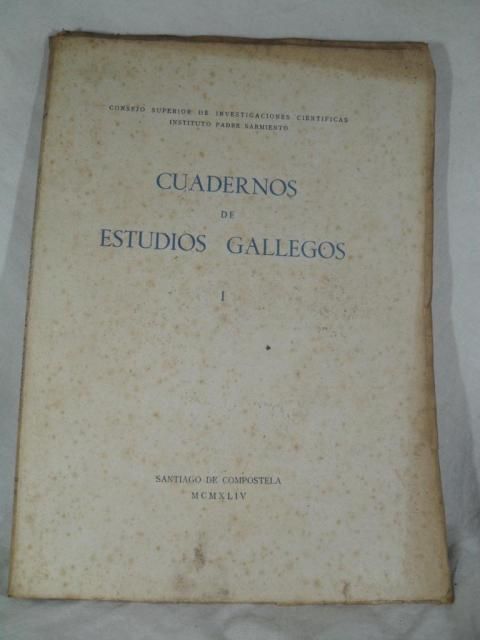 CONSEJO SUPERIOR DE INVESTIGACIONES CIENTIFICAS
INSTITUTO PADRE SARMIENTO
CUADERNOS
DE
ESTUDIOS GALLEGOS
I
SANTIAGO DE COMPOSTELA
MCMXLIV